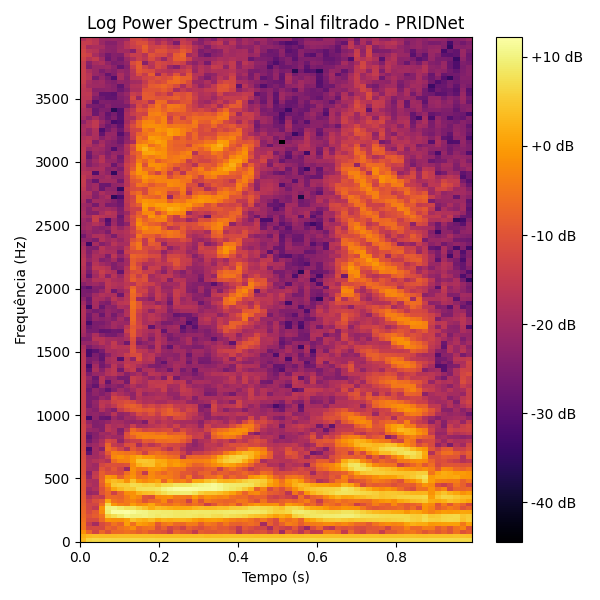 Log Power Spectrum - Sinal filtrado - PRIDNet
Frequência (Hz)
3500
3000
2500
2000
1500
1000
500
0
0.0 0.2 0.4 0.6 0.8
Tempo (s)
+10 dB
+0 dB
-10 dB
-20 dB
-30 dB
-40 dB